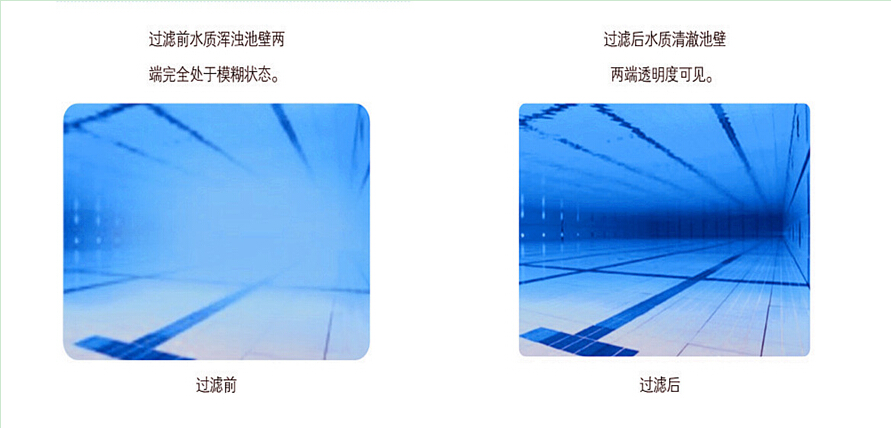 过滤前水质浑浊池壁两
端完全处于模糊状态。
过滤后水质清澈池壁
两端透明度可见。
过滤前
过滤后